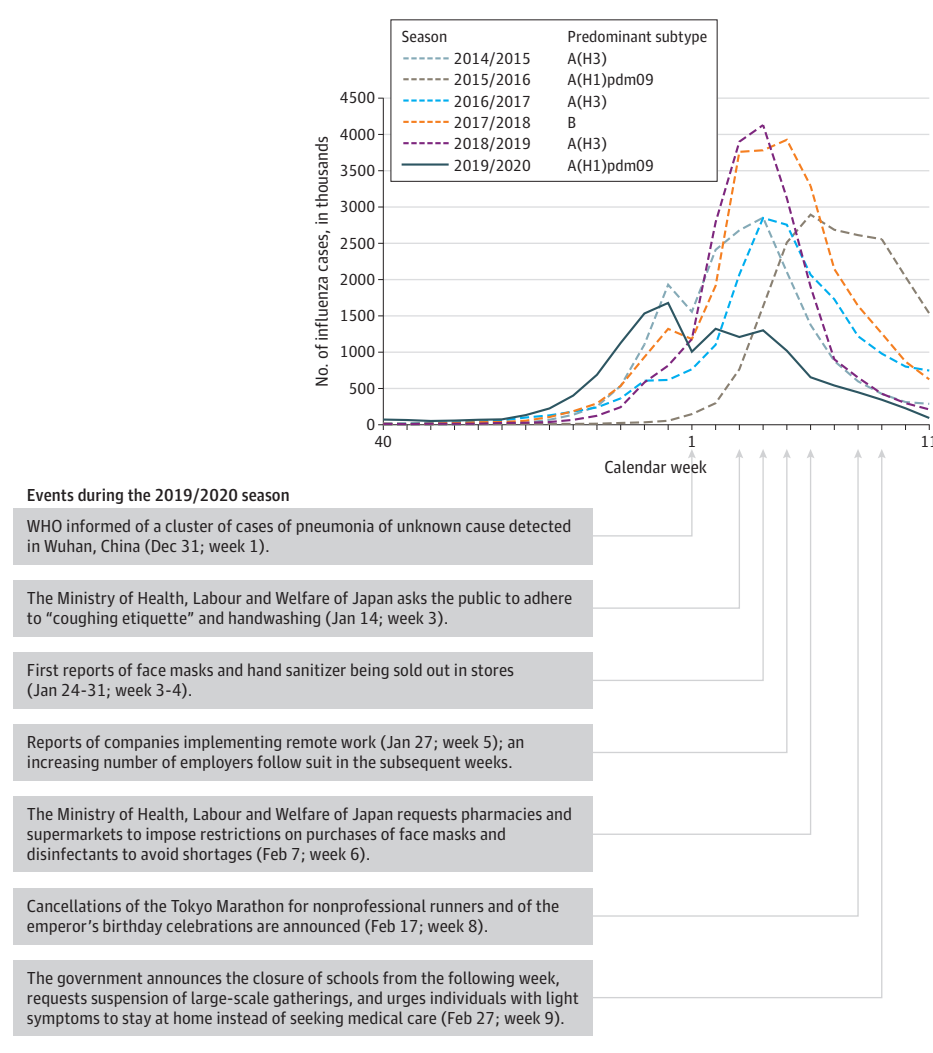 Season Predominant subtype
2014/2015 A(H3)
2015/2016 A(H1)pdm09
2016/2017 A(H3)
2017/2018 B
2018/2019 A(H3)
2019/2020 A(H1)pdm09
No. of influenza cases, in thousands
4500
4000
3500
3000
2500
2000
1500
1000
500
0
40 1 11
Calendar week
Events during the 2019/2020 season
WHO informed of a cluster of cases of pneumonia of unknown cause detected
in Wuhan, China (Dec 31; week 1).
The Ministry of Health, Labour and Welfare of Japan asks the public to adhere
to “coughing etiquette” and handwashing (Jan 14; week 3).
First reports of face masks and hand sanitizer being sold out in stores
(Jan 24-31; week 3-4).
Reports of companies implementing remote work (Jan 27; week 5); an
increasing number of employers follow suit in the subsequent weeks.
The Ministry of Health, Labour and Welfare of Japan requests pharmacies and
supermarkets to impose restrictions on purchases of face masks and
disinfectants to avoid shortages (Feb 7; week 6).
Cancellations of the Tokyo Marathon for nonprofessional runners and of the
emperor’s birthday celebrations are announced (Feb 17; week 8).
The government announces the closure of schools from the following week,
requests suspension of large-scale gatherings, and urges individuals with light
symptoms to stay at home instead of seeking medical care (Feb 27; week 9).